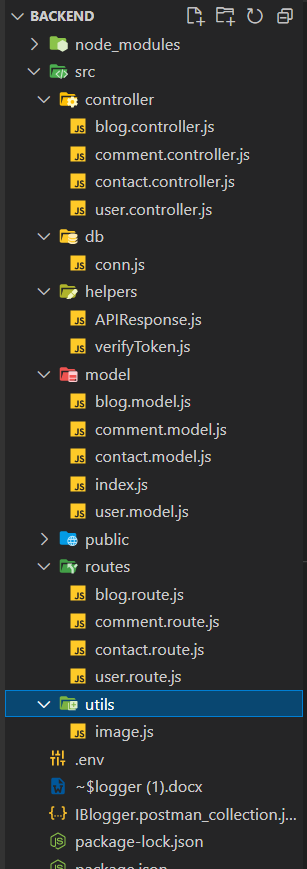 BACKEND
node_modules
src
controller
blog.controller.js
comment.controller.js
contact.controller.js
user.controller.js
db
conn.js
helpers
APIResponse.js
verifyToken.js
model
blog.model.js
comment.model.js
contact.model.js
index.js
user.model.js
public
routes
blog.route.js
comment.route.js
contact.route.js
user.route.js
utils
image.js
.env
~$logger (1).docx
IBlogger.postman_collection.j...
package-lock.json
package.json